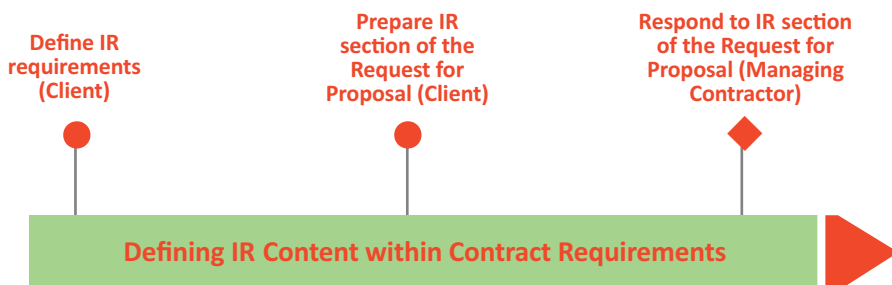 Define IR
requirements
(Client)
Prepare IR
section of the
Request for
Proposal (Client)
Respond to IR section
of the Request for
Proposal (Managing
Contractor)
Defining IR Content within Contract Requirements